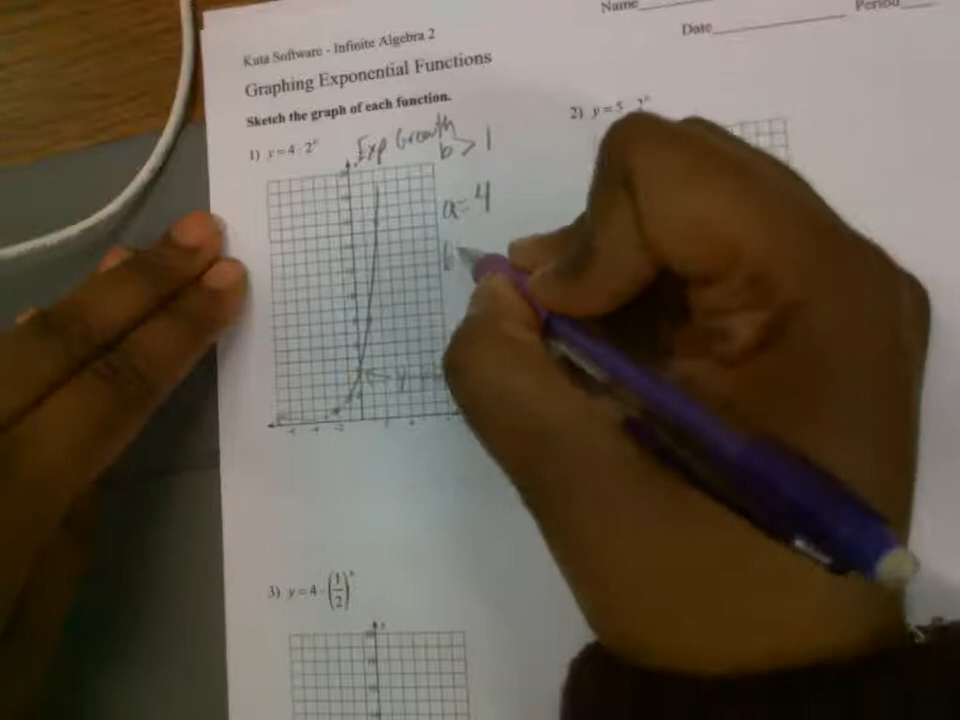 Name
Date
Period
Kuta Software - Infinite Algebra 2
Graphing Exponential Functions
Sketch the graph of each function.
1) y = 4 · 2ˣ
Exp Growth
b > 1
a = 4
2) y = 5 · 2ˣ
3) y = 4 · (1/2)ˣ